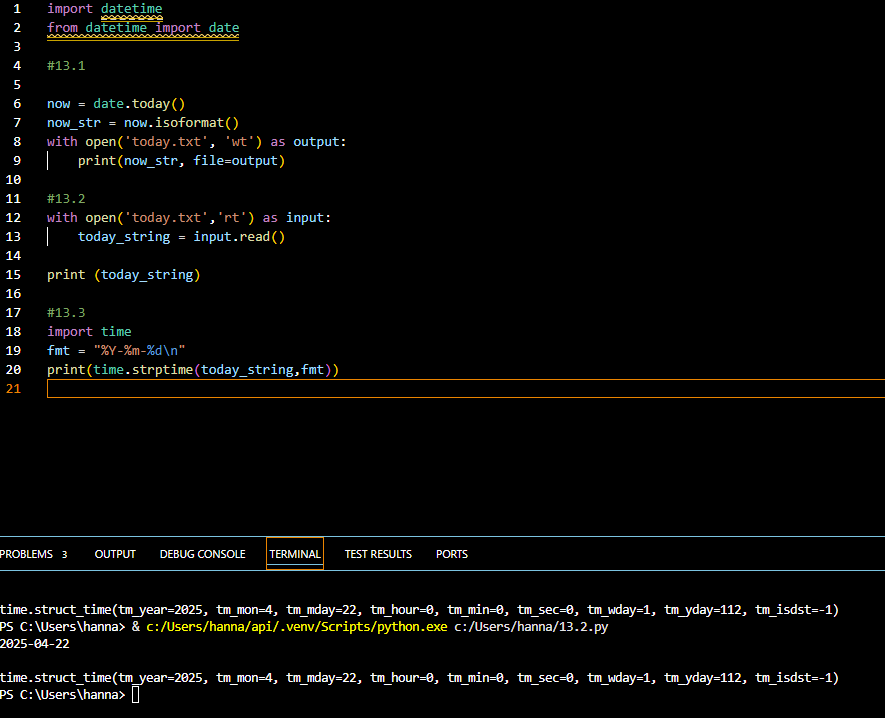 1 import datetime
2 from datetime import date
3
4 #13.1
5
6 now = date.today()
7 now_str = now.isoformat()
8 with open('today.txt', 'wt') as output:
9     print(now_str, file=output)
10
11 #13.2
12 with open('today.txt','rt') as input:
13     today_string = input.read()
14
15 print (today_string)
16
17 #13.3
18 import time
19 fmt = "%Y-%m-%d\n"
20 print(time.strptime(today_string,fmt))
21
PROBLEMS 3 OUTPUT DEBUG CONSOLE TERMINAL TEST RESULTS PORTS
time.struct_time(tm_year=2025, tm_mon=4, tm_mday=22, tm_hour=0, tm_min=0, tm_sec=0, tm_wday=1, tm_yday=112, tm_isdst=-1)
PS C:\Users\hanna> & c:/Users/hanna/api/.venv/Scripts/python.exe c:/Users/hanna/13.2.py
2025-04-22
time.struct_time(tm_year=2025, tm_mon=4, tm_mday=22, tm_hour=0, tm_min=0, tm_sec=0, tm_wday=1, tm_yday=112, tm_isdst=-1)
PS C:\Users\hanna>